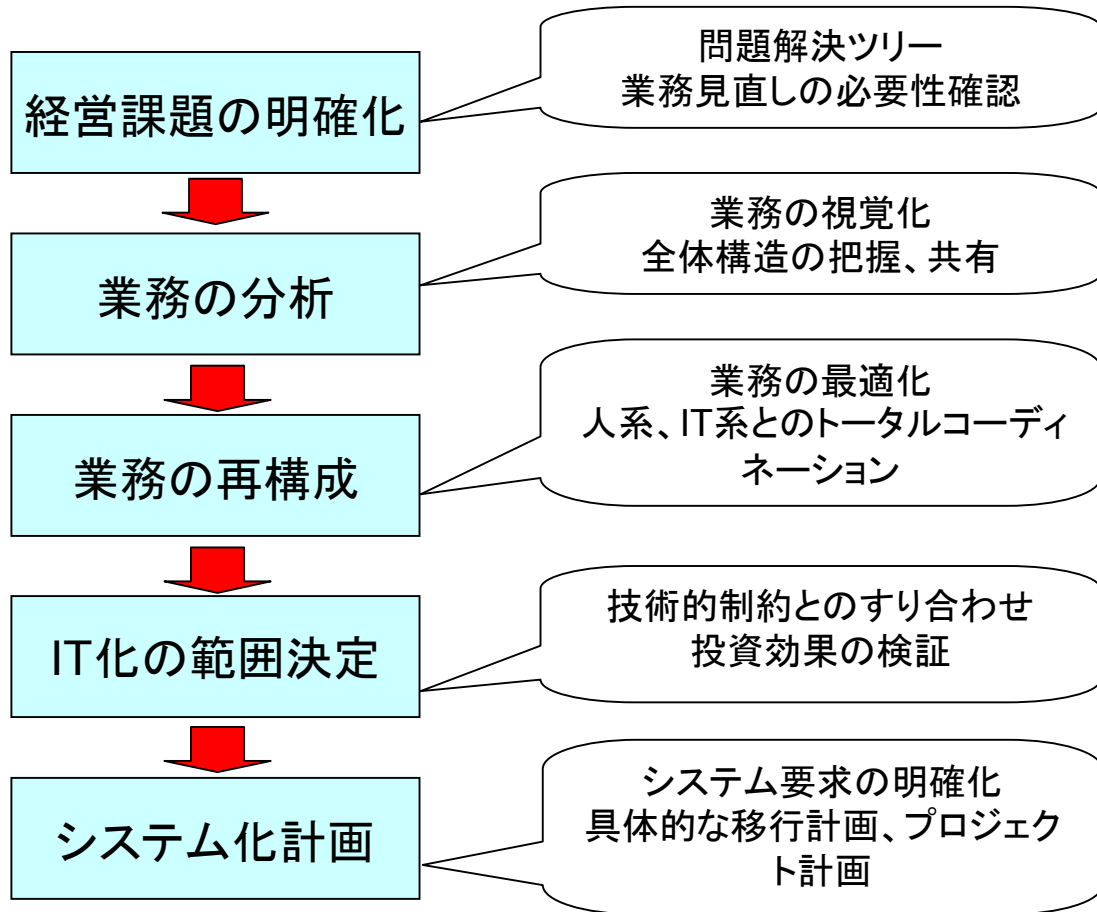 経営課題の明確化
問題解決ツリー
業務見直しの必要性確認
業務の分析
業務の視覚化
全体構造の把握、共有
業務の再構成
業務の最適化
人系、IT系とのトータルコーディ
ネーション
IT化の範囲決定
技術的制約とのすり合わせ
投資効果の検証
システム化計画
システム要求の明確化
具体的な移行計画、プロジェク
ト計画